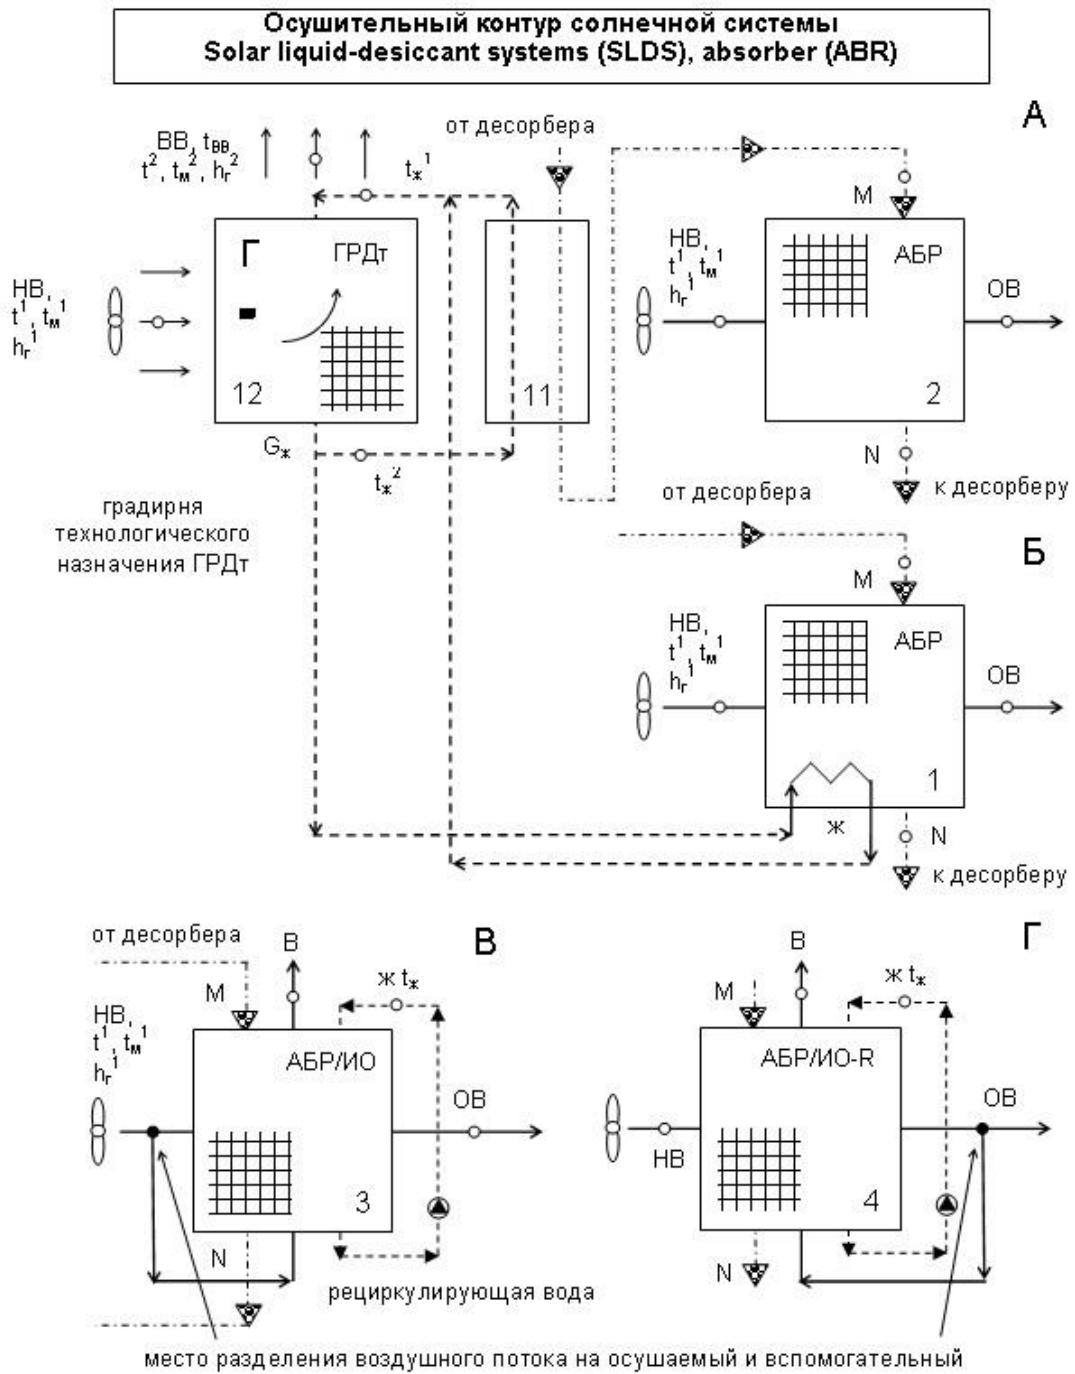 Осушительный контур солнечной системы
Solar liquid-desiccant systems (SLDS), absorber (ABR)
А
от десорбера
ВВ, tВВ
t², tм², hг²
tж¹
М
Г
ГРДт
НВ,
t¹, tм¹
hг¹
12
11
НВ,
t¹, tм¹
hг¹
АБР
ОВ
2
Gж
tж²
N
к десорберу
градирня
технологического
назначения ГРДт
от десорбера
Б
М
НВ,
t¹, tм¹
hг¹
АБР
ОВ
1
ж
N
к десорберу
от десорбера
В
В
ж tж
М
НВ,
t¹, tм¹
hг¹
АБР/ИО
ОВ
3
N
рециркулирующая вода
Г
В
ж tж
М
АБР/ИО-R
ОВ
НВ
4
N
место разделения воздушного потока на осушаемый и вспомогательный